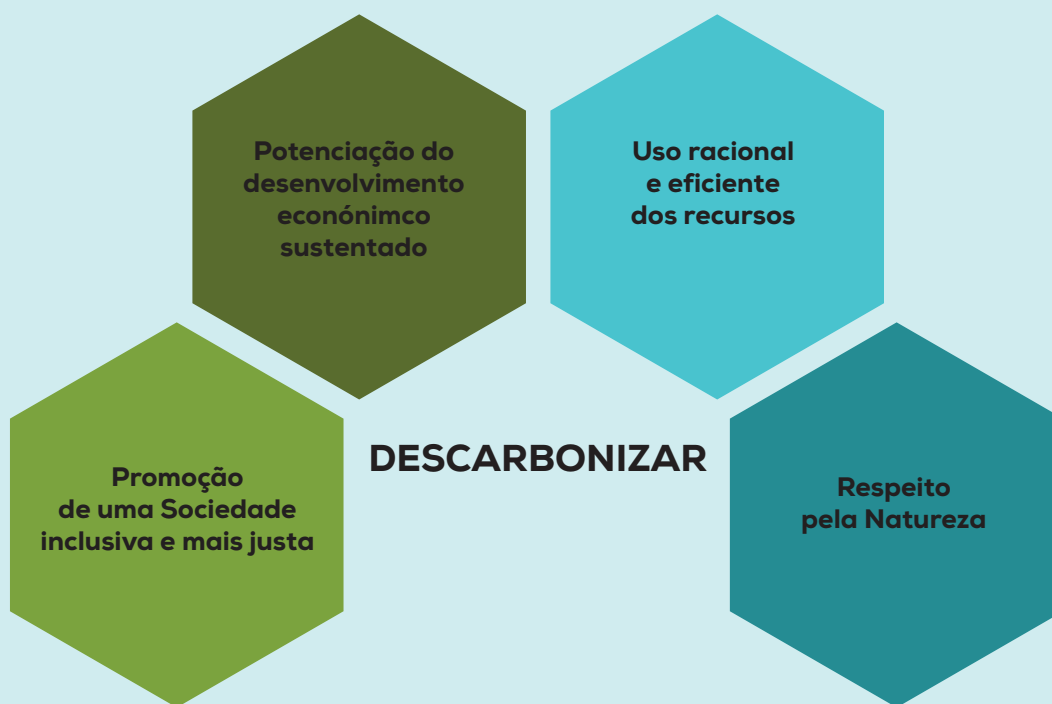 Potenciação do
desenvolvimento
econónimco
sustentado
Uso racional
e eficiente
dos recursos
DESCARBONIZAR
Promoção
de uma Sociedade
inclusiva e mais justa
Respeito
pela Natureza